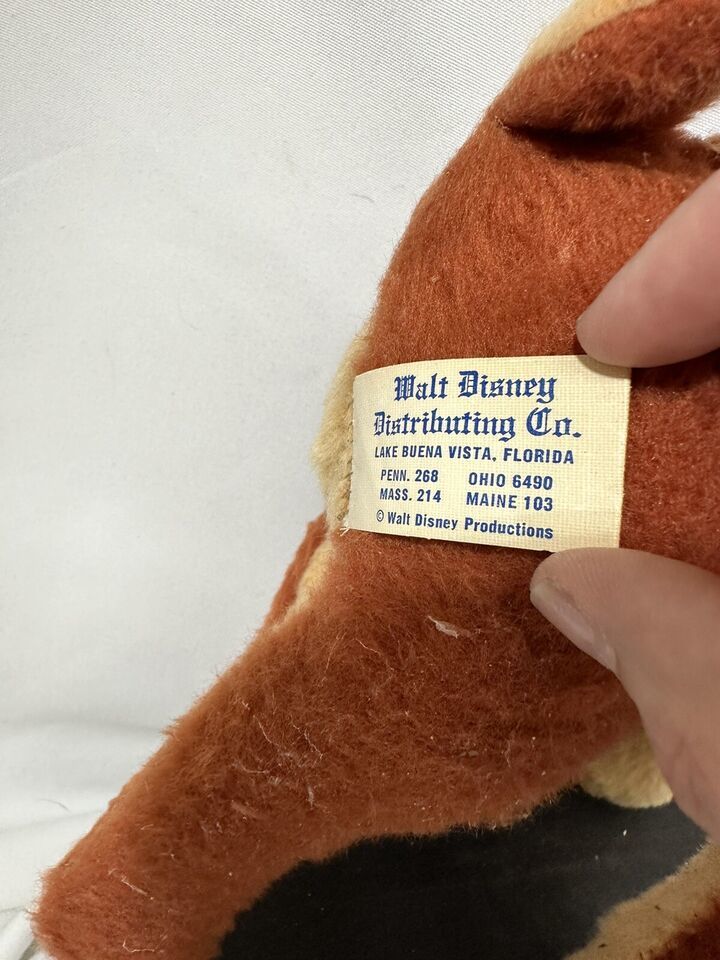 Walt Disney
Distributing Co.
LAKE BUENA VISTA, FLORIDA
PENN. 268 OHIO 6490
MASS. 214 MAINE 103
© Walt Disney Productions